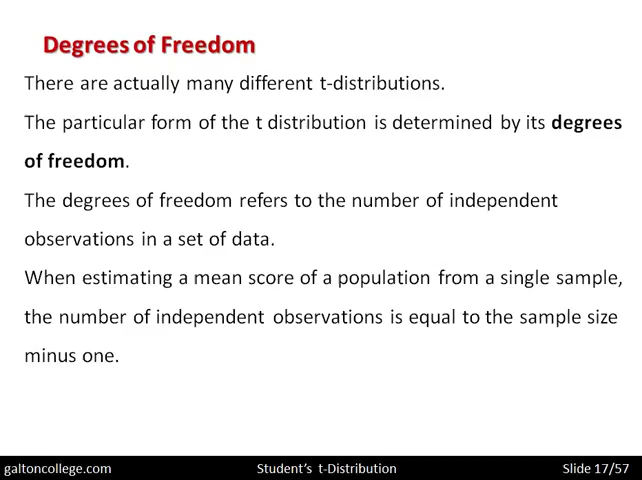 Degrees of Freedom
There are actually many different t-distributions.
The particular form of the t distribution is determined by its degrees
of freedom.
The degrees of freedom refers to the number of independent
observations in a set of data.
When estimating a mean score of a population from a single sample,
the number of independent observations is equal to the sample size
minus one.
galtoncollege.com Student's t-Distribution Slide 17/57